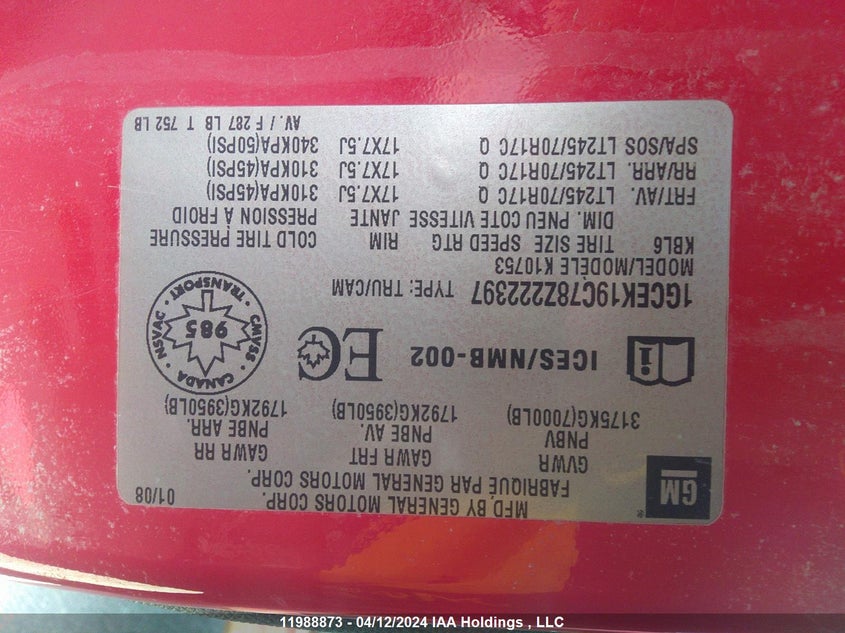 MFD. BY GENERAL MOTORS CORP.
01/08
FABRIQUE PAR GENERAL MOTORS CORP.
GM
®
GVWR GAWR FRT GAWR RR
PNBV PNBE AV. PNBE ARR.
3175KG(7000LB) 1792KG(3950LB) 1792KG(3950LB)
i ICES/NMB-002 EC
CMVSS · TRANSPORT
985
NSVAC · CANADA
1GCEK19C78Z222397 TYPE: TRU/CAM
MODEL/MODÈLE K10753
KBL6 TIRE SIZE SPEED RTG RIM COLD TIRE PRESSURE
DIM. PNEU COTE VITESSE JANTE PRESSION À FROID
FRT/AV. LT245/70R17C Q 17X7.5J 310KPA(45PSI)
RR/ARR. LT245/70R17C Q 17X7.5J 310KPA(45PSI)
SPA/SOS LT245/70R17C Q 17X7.5J 340KPA(50PSI)
AV. / F 287 LB T 752 LB
11988873 - 04/12/2024 IAA Holdings , LLC